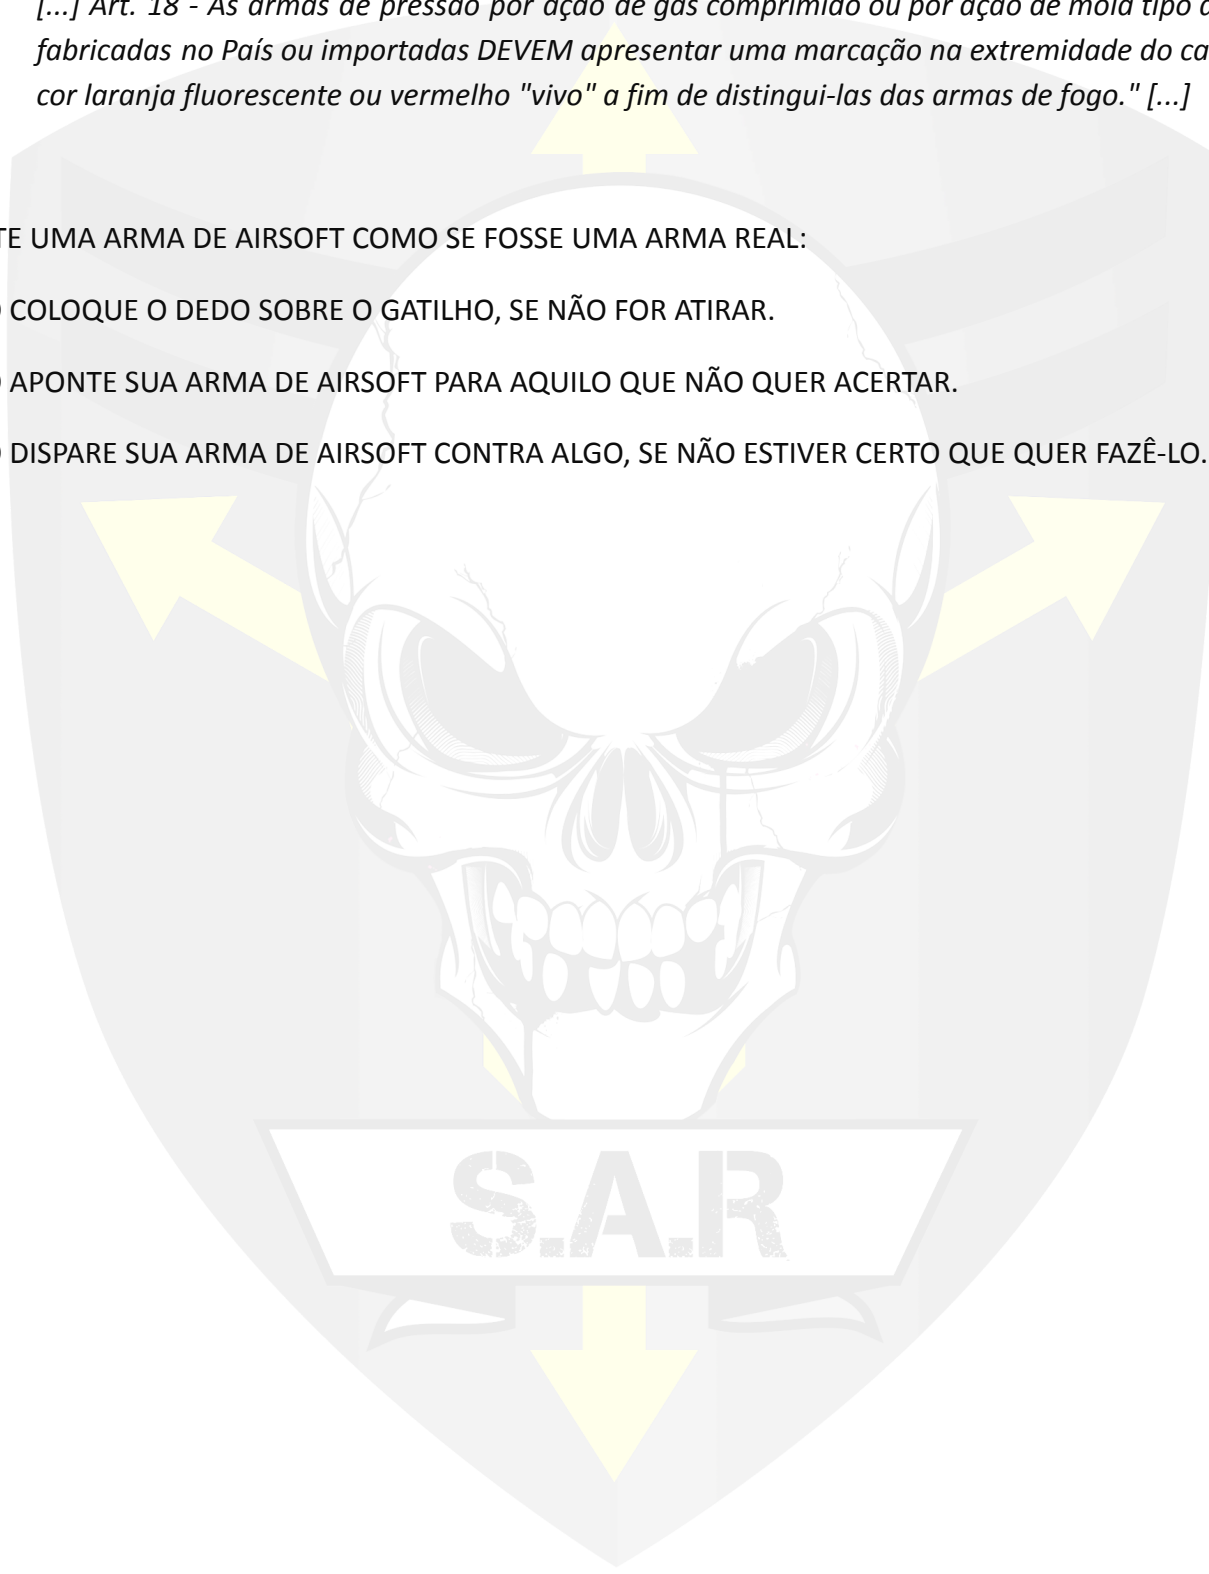 [...] Art. 18 - As armas de pressão por ação de gás comprimido ou por ação de mola tipo
fabricadas no País ou importadas DEVEM apresentar uma marcação na extremidade do
cor laranja fluorescente ou vermelho "vivo" a fim de distingui-las das armas de fogo." [...]
TE UMA ARMA DE AIRSOFT COMO SE FOSSE UMA ARMA REAL:
COLOQUE O DEDO SOBRE O GATILHO, SE NÃO FOR ATIRAR.
APONTE SUA ARMA DE AIRSOFT PARA AQUILO QUE NÃO QUER ACERTAR.
DISPARE SUA ARMA DE AIRSOFT CONTRA ALGO, SE NÃO ESTIVER CERTO QUE QUER FAZÊ-LO.
S.A.R